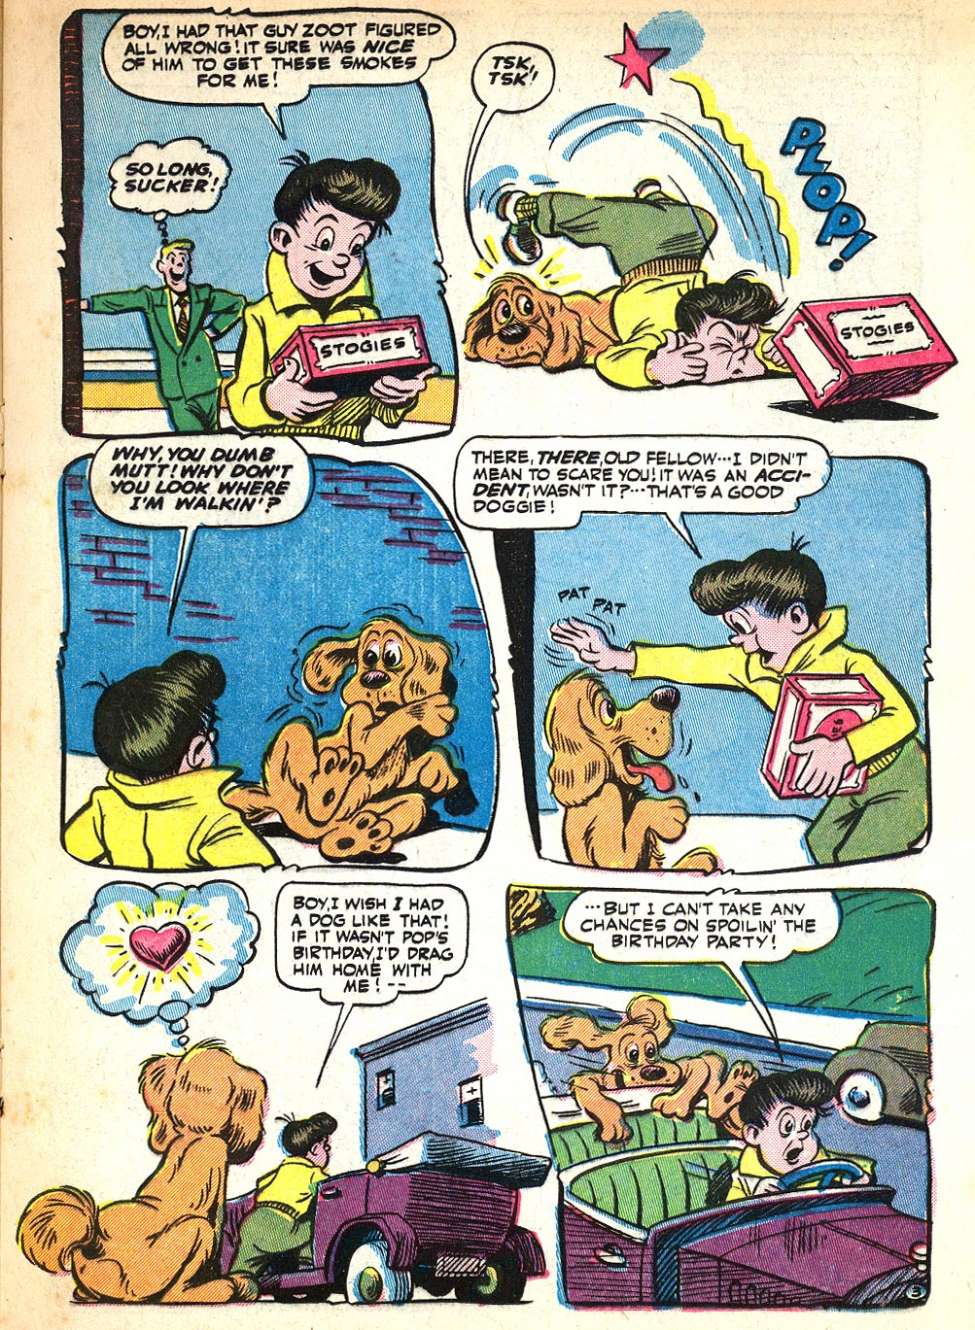 BOY, I HAD THAT GUY ZOOT FIGURED
ALL WRONG! IT SURE WAS NICE
OF HIM TO GET THESE SMOKES
FOR ME!
SO LONG,
SUCKER!
STOGIES
TSK,
TSK!
PLOP!
STOGIES
WHY, YOU DUMB
MUTT! WHY DON'T
YOU LOOK WHERE
I'M WALKIN'?
THERE, THERE, OLD FELLOW... I DIDN'T
MEAN TO SCARE YOU! IT WAS AN ACCI-
DENT, WASN'T IT?... THAT'S A GOOD
DOGGIE!
PAT
PAT
BOY, I WISH I HAD
A DOG LIKE THAT!
IF IT WASN'T POP'S
BIRTHDAY, I'D DRAG
HIM HOME WITH
ME! --
...BUT I CAN'T TAKE ANY
CHANCES ON SPOILIN' THE
BIRTHDAY PARTY!